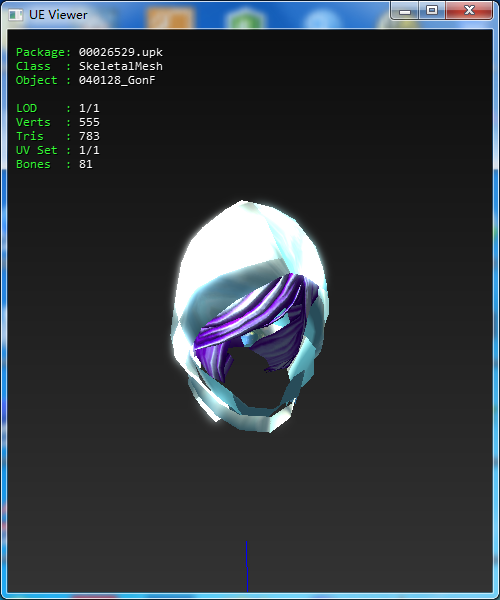 UE Viewer
Package: 00026529.upk
Class : SkeletalMesh
Object : 040128_GonF
LOD : 1/1
Verts : 555
Tris : 783
UV Set : 1/1
Bones : 81